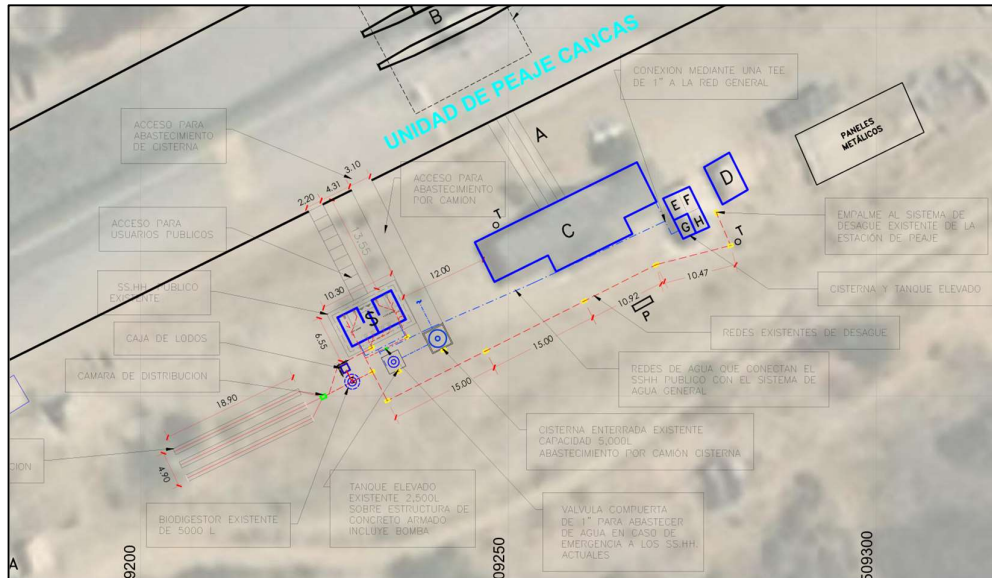 B
UNIDAD DE PEAJE CANCAS
CONEXION MEDIANTE UNA TEE
DE 1" A LA RED GENERAL
ACCESO PARA
ABASTECIMIENTO
DE CISTERNA
A
PANELES
METÁLICOS
3.10
4.31
2.20
ACCESO PARA
ABASTECIMIENTO
POR CAMION
D
E F
G H
T
C
T
EMPALME AL SISTEMA DE
DESAGUE EXISTENTE DE LA
ESTACIÓN DE PEAJE
ACCESO PARA
USUARIOS PUBLICOS
13.55
12.00
10.47
10.92
P
SS.HH. PUBLICO
EXISTENTE
10.30
S
6.55
CISTERNA Y TANQUE ELEVADO
REDES EXISTENTES DE DESAGUE
CAJA DE LODOS
15.00
CAMARA DE DISTRIBUCION
15.00
REDES DE AGUA QUE CONECTAN EL
SSHH PUBLICO CON EL SISTEMA DE
AGUA GENERAL
18.90
4.90
CION
CISTERNA ENTERRADA EXISTENTE
CAPACIDAD 5,000L
ABASTECIMIENTO POR CAMIÓN CISTERNA
TANQUE ELEVADO
EXISTENTE 2,500L
SOBRE ESTRUCTURA DE
CONCRETO ARMADO
INCLUYE BOMBA
BIODIGESTOR EXISTENTE
DE 5000 L
VALVULA COMPUERTA
DE 1" PARA ABASTECER
DE AGUA EN CASO DE
EMERGENCIA A LOS SS.HH.
ACTUALES
A
09200
09250
509300